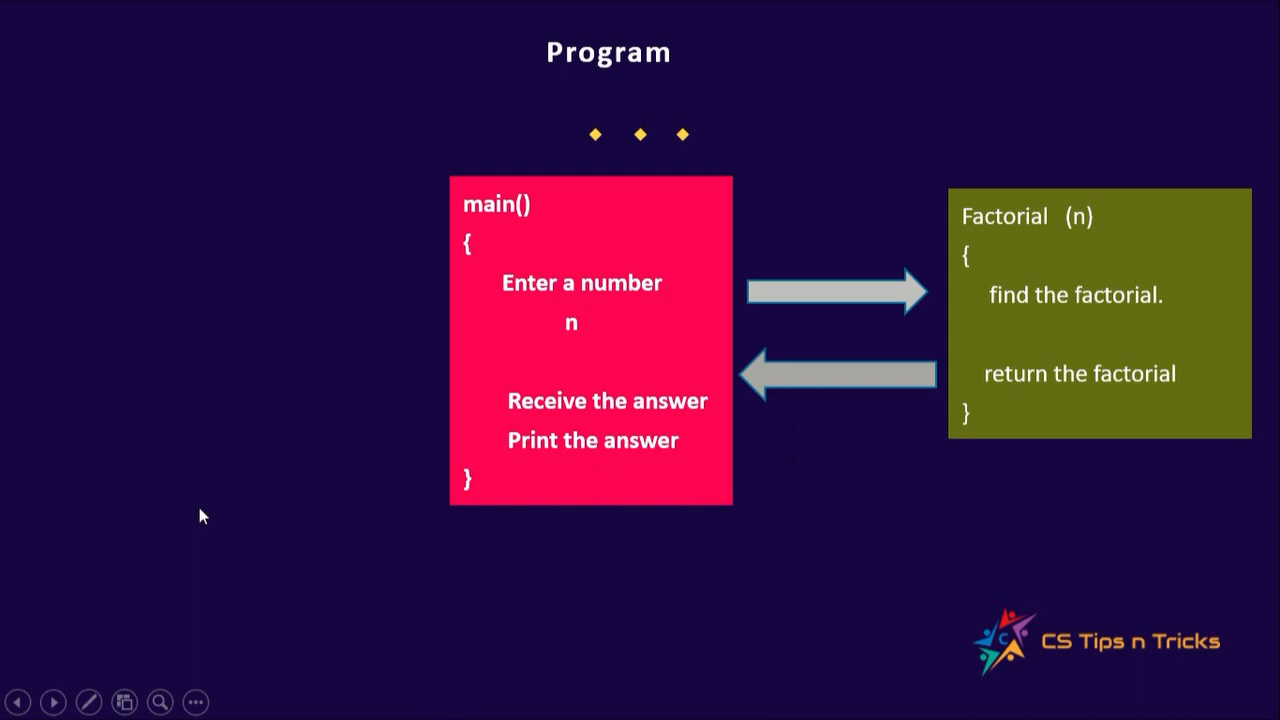 Program
main()
{
Enter a number
n
Receive the answer
Print the answer
}
Factorial (n)
{
find the factorial.
return the factorial
}
C
CS Tips n Tricks